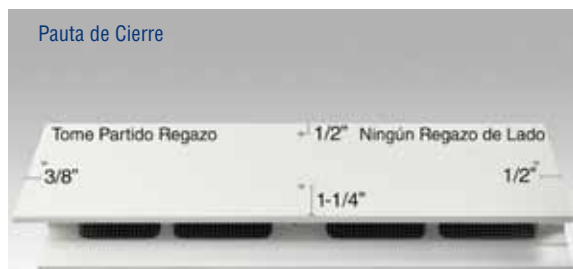 Pauta de Cierre
Tome Partido Regazo
1/2"
Ningún Regazo de Lado
3/8"
1/2"
1-1/4"